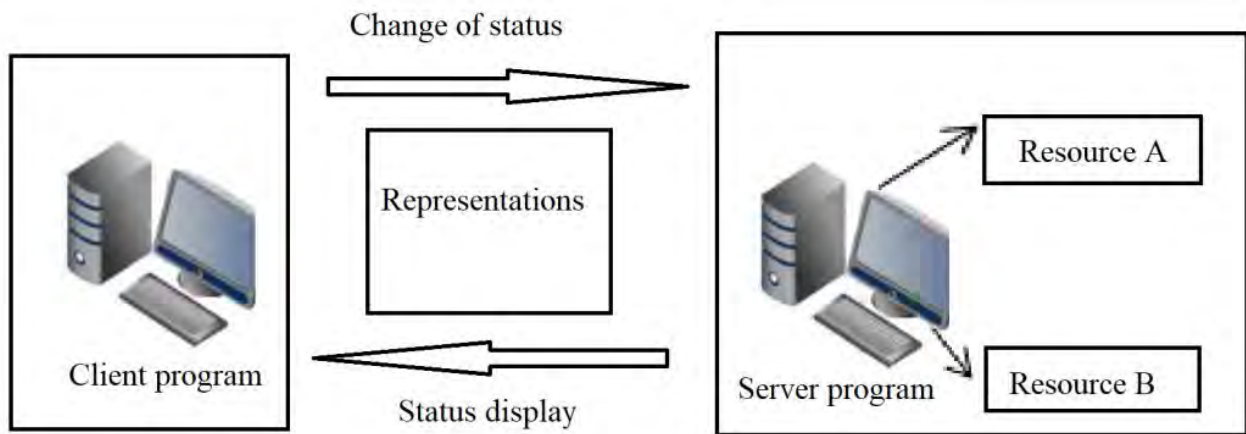 Change of status
Representations
Resource A
Client program
Server program
Resource B
Status display